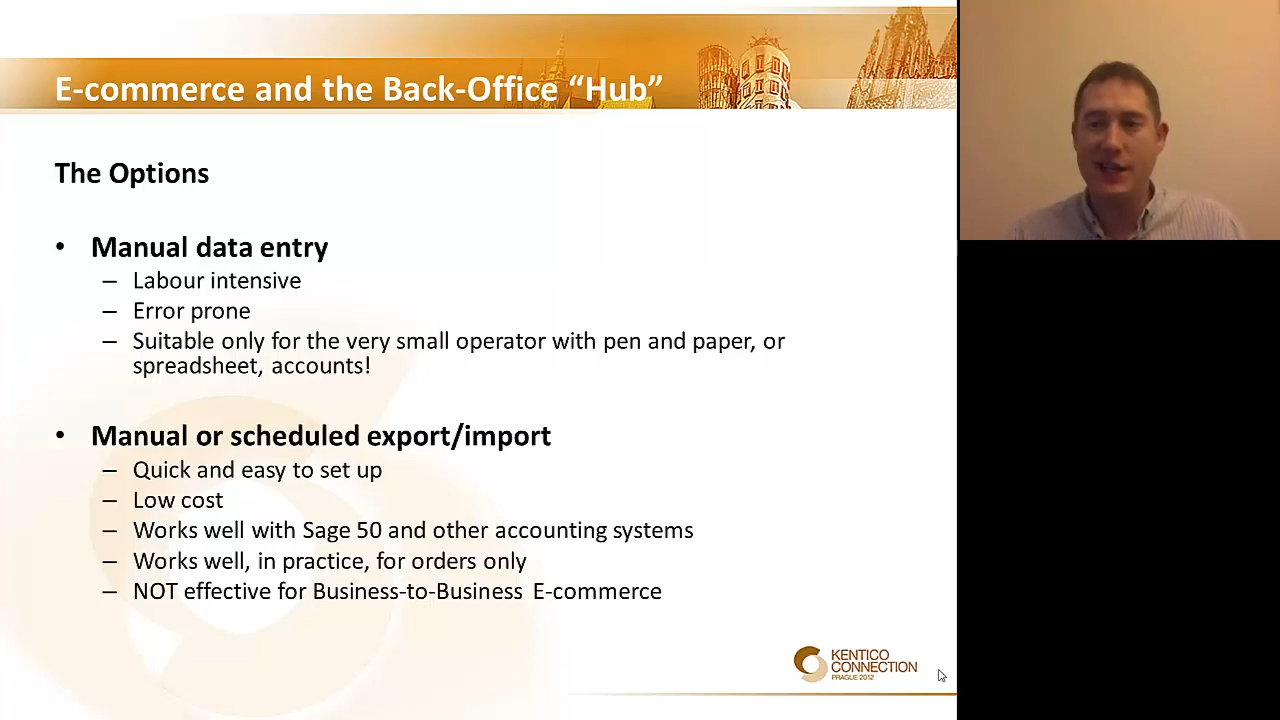 E-commerce and the Back-Office “Hub”
The Options
• Manual data entry
– Labour intensive
– Error prone
– Suitable only for the very small operator with pen and paper, or
spreadsheet, accounts!
• Manual or scheduled export/import
– Quick and easy to set up
– Low cost
– Works well with Sage 50 and other accounting systems
– Works well, in practice, for orders only
– NOT effective for Business-to-Business E-commerce
KENTICO
CONNECTION
PRAGUE 2012